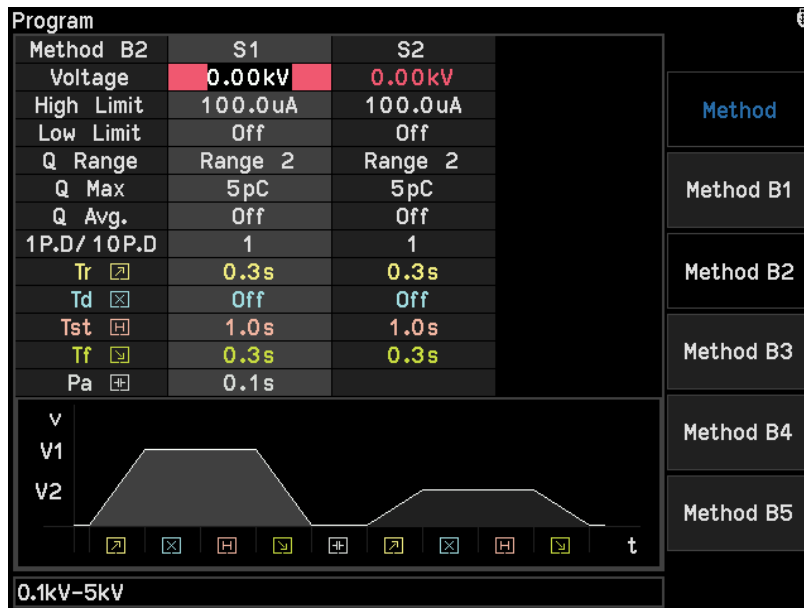 Program
Method B2 S1 S2
Voltage 0.00kV 0.00kV
High Limit 100.0uA 100.0uA
Low Limit Off Off
Q Range Range 2 Range 2
Q Max 5pC 5pC
Q Avg. Off Off
1P.D/10P.D 1 1
Tr 0.3s 0.3s
Td Off Off
Tst H 1.0s 1.0s
Tf 0.3s 0.3s
Pa 0.1s
v
V1
V2
H H t
0.1kV-5kV
Method
Method B1
Method B2
Method B3
Method B4
Method B5